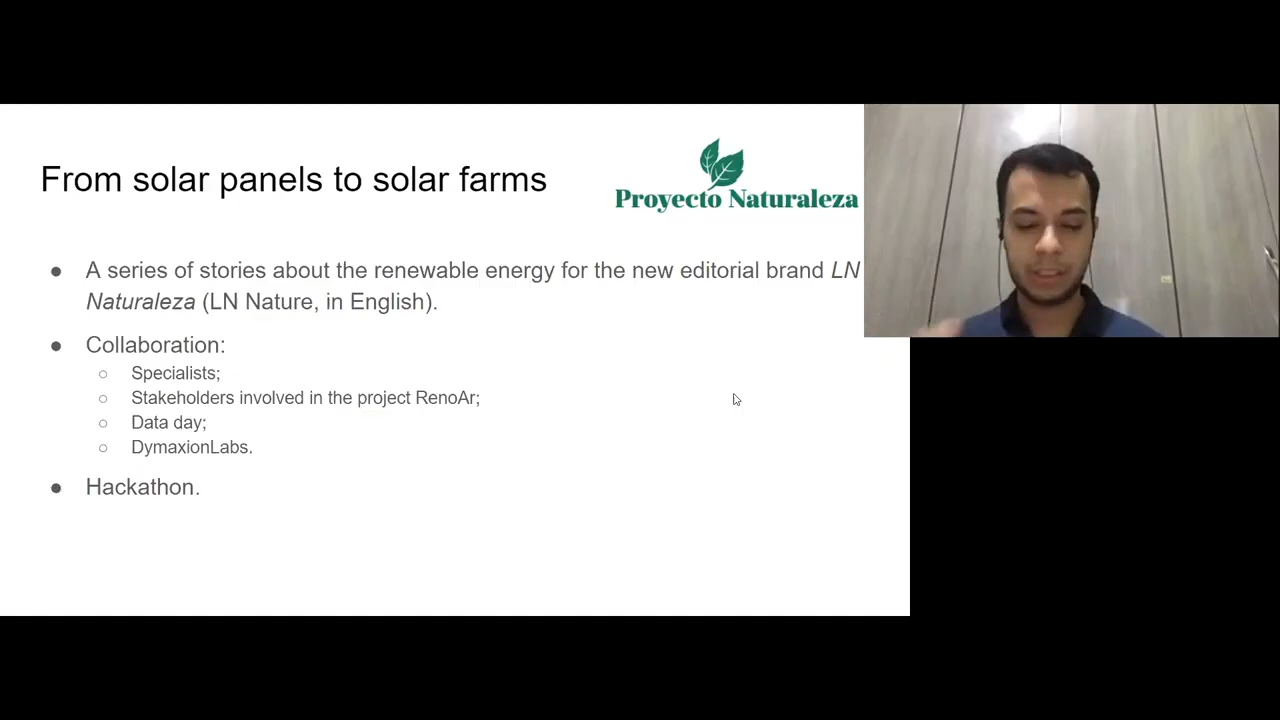 From solar panels to solar farms
Proyecto Naturaleza
● A series of stories about the renewable energy for the new editorial brand LN
Naturaleza (LN Nature, in English).
● Collaboration:
○ Specialists;
○ Stakeholders involved in the project RenoAr;
○ Data day;
○ DymaxionLabs.
● Hackathon.